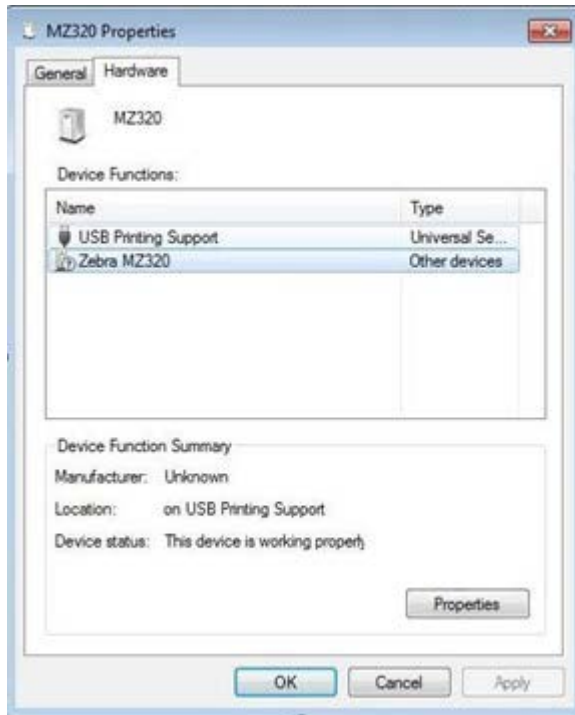 MZ320 Properties
General Hardware
MZ320
Device Functions:
Name Type
USB Printing Support Universal Se...
Zebra MZ320 Other devices
Device Function Summary
Manufacturer: Unknown
Location: on USB Printing Support
Device status: This device is working properly
Properties
OK Cancel Apply